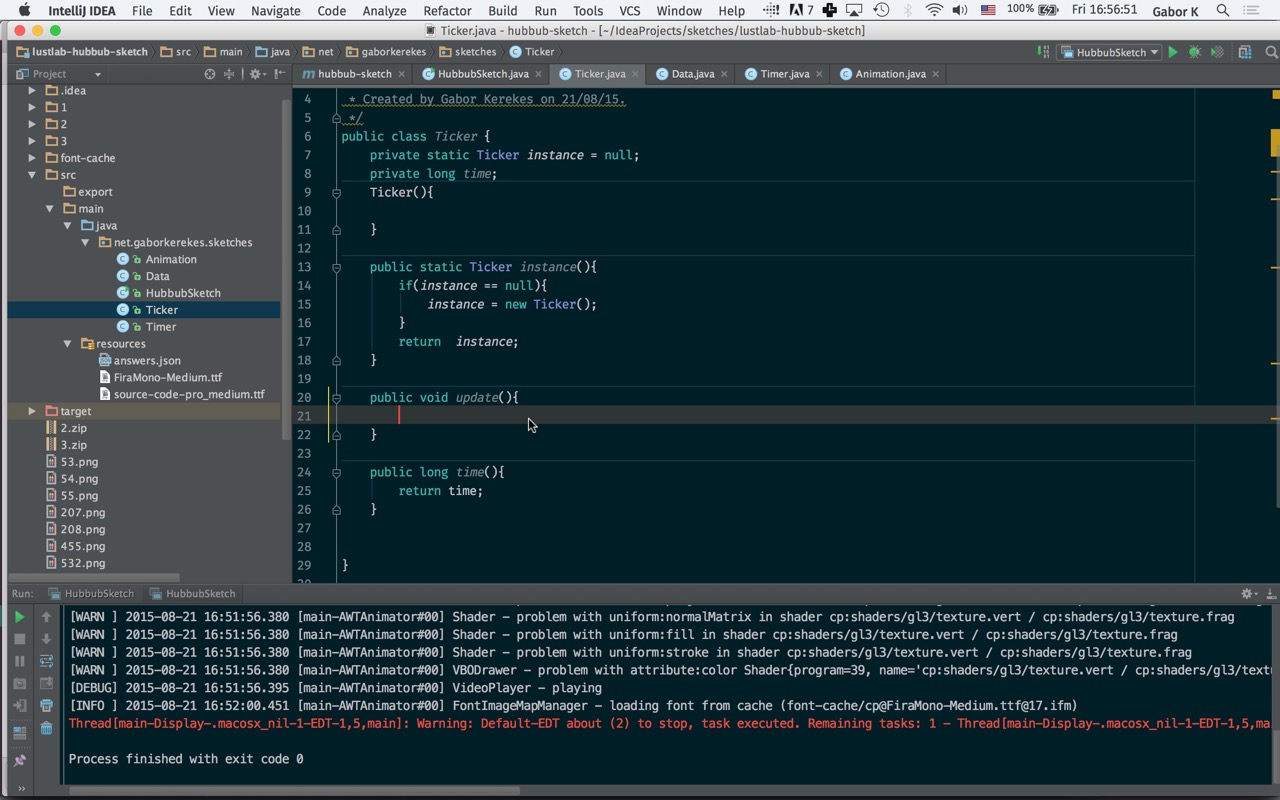 IntelliJ IDEA File Edit View Navigate Code Analyze Refactor Build Run Tools VCS Window Help 7 100% Fri 16:56:51 Gabor K
Ticker.java - hubbub-sketch - [~/IdeaProjects/sketches/lustlab-hubbub-sketch]
lustlab-hubbub-sketch src main java net gaborkerekes sketches Ticker HubbubSketch
Project
m hubbub-sketch HubbubSketch.java Ticker.java Data.java Timer.java Animation.java
.idea
1
2
3
font-cache
src
export
main
java
net.gaborkerekes.sketches
Animation
Data
HubbubSketch
Ticker
Timer
resources
answers.json
FiraMono-Medium.ttf
source-code-pro_medium.ttf
target
2.zip
3.zip
53.png
54.png
55.png
207.png
208.png
455.png
532.png
4 * Created by Gabor Kerekes on 21/08/15.
5 */
6 public class Ticker {
7 private static Ticker instance = null;
8 private long time;
9 Ticker(){
10
11 }
12
13 public static Ticker instance(){
14 if(instance == null){
15 instance = new Ticker();
16 }
17 return  instance;
18 }
19
20 public void update(){
21
22 }
23
24 public long time(){
25 return time;
26 }
27
28
29 }
Run: HubbubSketch HubbubSketch
[WARN ] 2015-08-21 16:51:56.380 [main-AWTAnimator#00] Shader – problem with uniform:normalMatrix in shader cp:shaders/gl3/texture.vert / cp:shaders/gl3/texture.frag
[WARN ] 2015-08-21 16:51:56.380 [main-AWTAnimator#00] Shader – problem with uniform:fill in shader cp:shaders/gl3/texture.vert / cp:shaders/gl3/texture.frag
[WARN ] 2015-08-21 16:51:56.380 [main-AWTAnimator#00] Shader – problem with uniform:stroke in shader cp:shaders/gl3/texture.vert / cp:shaders/gl3/texture.frag
[WARN ] 2015-08-21 16:51:56.380 [main-AWTAnimator#00] VBODrawer – problem with attribute:color Shader{program=39, name='cp:shaders/gl3/texture.vert / cp:shaders/gl3/text
[DEBUG] 2015-08-21 16:51:56.395 [main-AWTAnimator#00] VideoPlayer – playing
[INFO ] 2015-08-21 16:52:00.451 [main-AWTAnimator#00] FontImageMapManager – loading font from cache (font-cache/cp@FiraMono-Medium.ttf@17.ifm)
Thread[main-Display-.macosx_nil-1-EDT-1,5,main]: Warning: Default-EDT about (2) to stop, task executed. Remaining tasks: 1 - Thread[main-Display-.macosx_nil-1-EDT-1,5,ma
Process finished with exit code 0